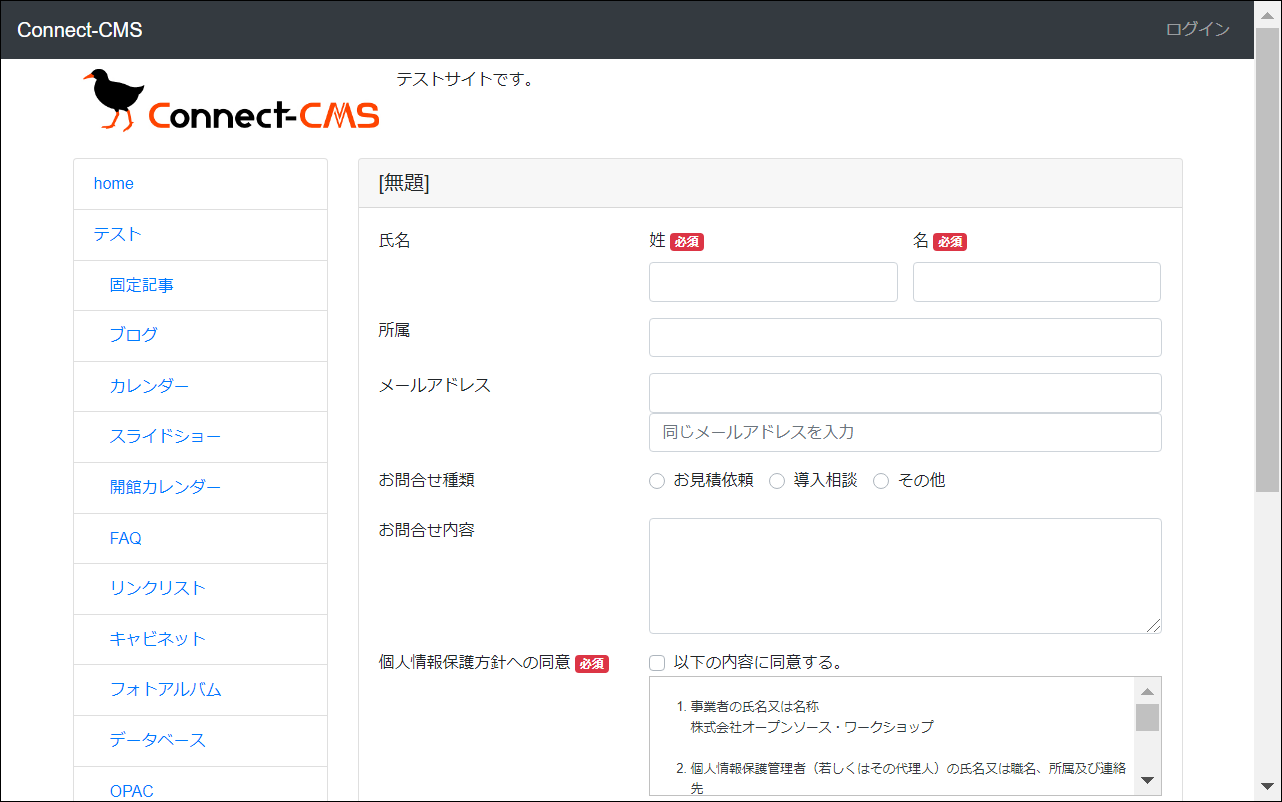 Connect-CMS
ログイン
Connect-CMS
テストサイトです。
home
テスト
固定記事
ブログ
カレンダー
スライドショー
開館カレンダー
FAQ
リンクリスト
キャビネット
フォトアルバム
データベース
OPAC
[無題]
氏名
姓 必須
名 必須
所属
メールアドレス
同じメールアドレスを入力
お問合せ種類
お見積依頼 導入相談 その他
お問合せ内容
個人情報保護方針への同意 必須
以下の内容に同意する。
1. 事業者の氏名又は名称
株式会社オープンソース・ワークショップ
2. 個人情報保護管理者（若しくはその代理人）の氏名又は職名、所属及び連絡
先